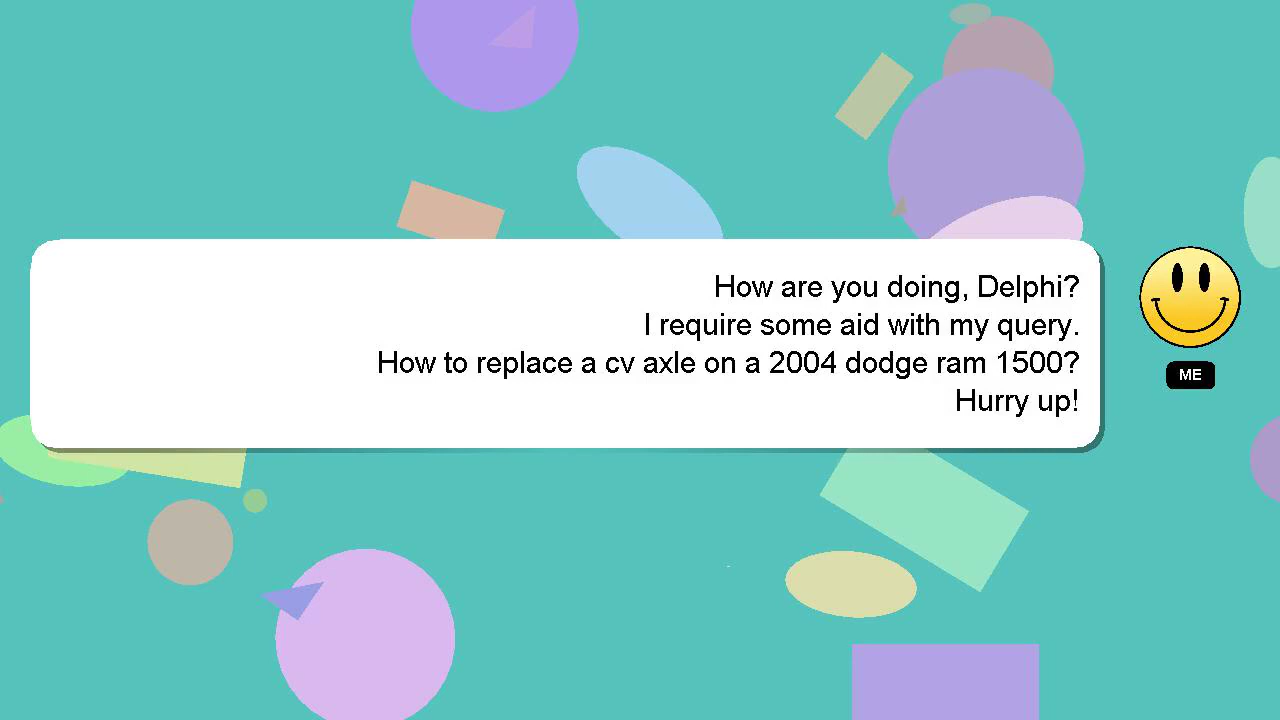 How are you doing, Delphi?
I require some aid with my query.
How to replace a cv axle on a 2004 dodge ram 1500?
Hurry up!
ME